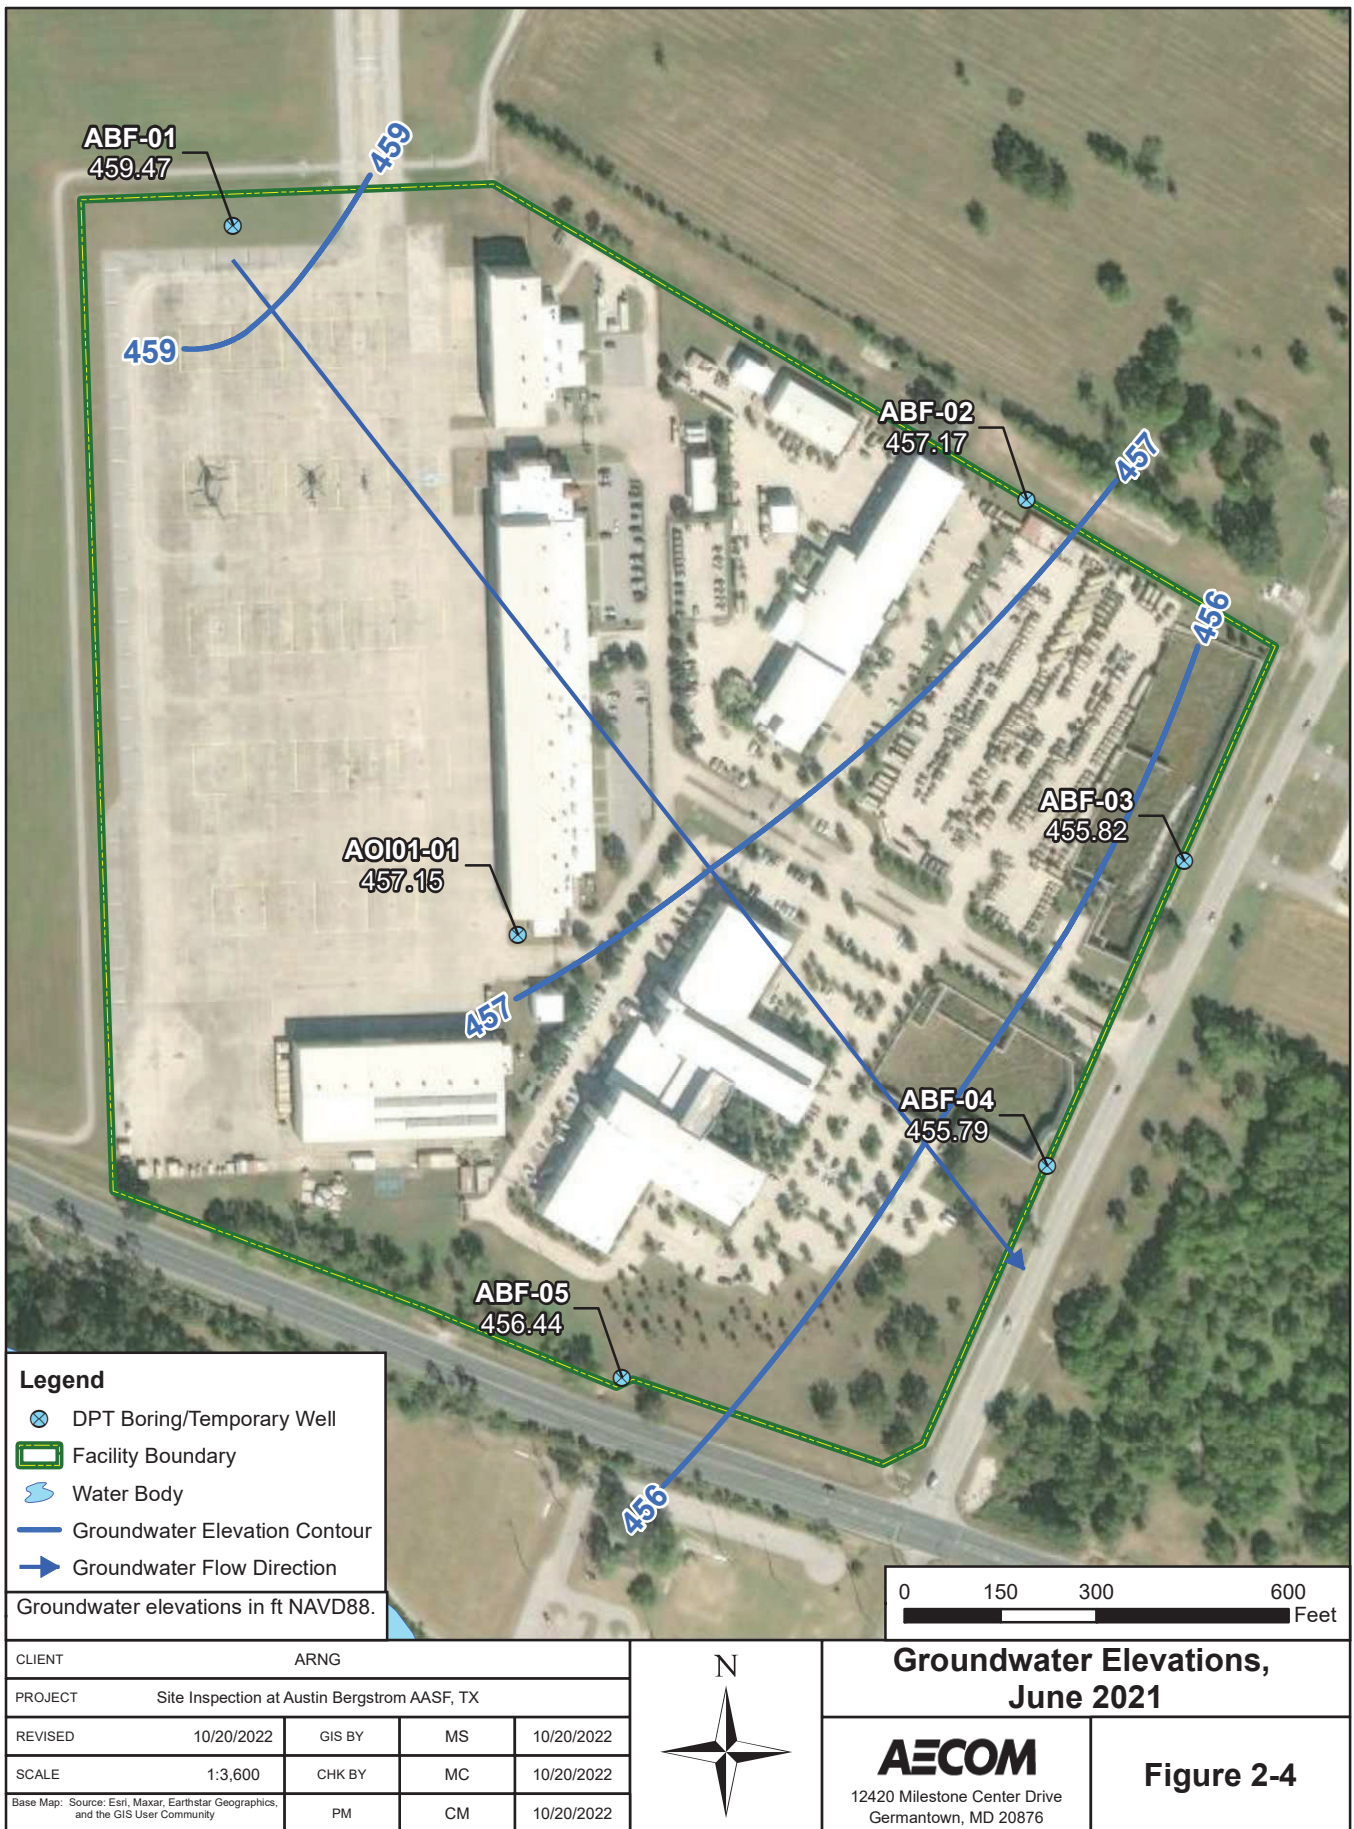 ABF-01
459.47
459
459
ABF-02
457.17
457
456
ABF-03
455.82
AOI01-01
457.15
457
ABF-04
455.79
ABF-05
456.44
456
Legend
DPT Boring/Temporary Well
Facility Boundary
Water Body
Groundwater Elevation Contour
Groundwater Flow Direction
Groundwater elevations in ft NAVD88.
0 150 300 600
Feet
CLIENT ARNG
PROJECT Site Inspection at Austin Bergstrom AASF, TX
REVISED 10/20/2022 GIS BY MS 10/20/2022
SCALE 1:3,600 CHK BY MC 10/20/2022
Base Map: Source: Esri, Maxar, Earthstar Geographics,
and the GIS User Community
PM CM 10/20/2022
N
Groundwater Elevations,
June 2021
AECOM
12420 Milestone Center Drive
Germantown, MD 20876
Figure 2-4